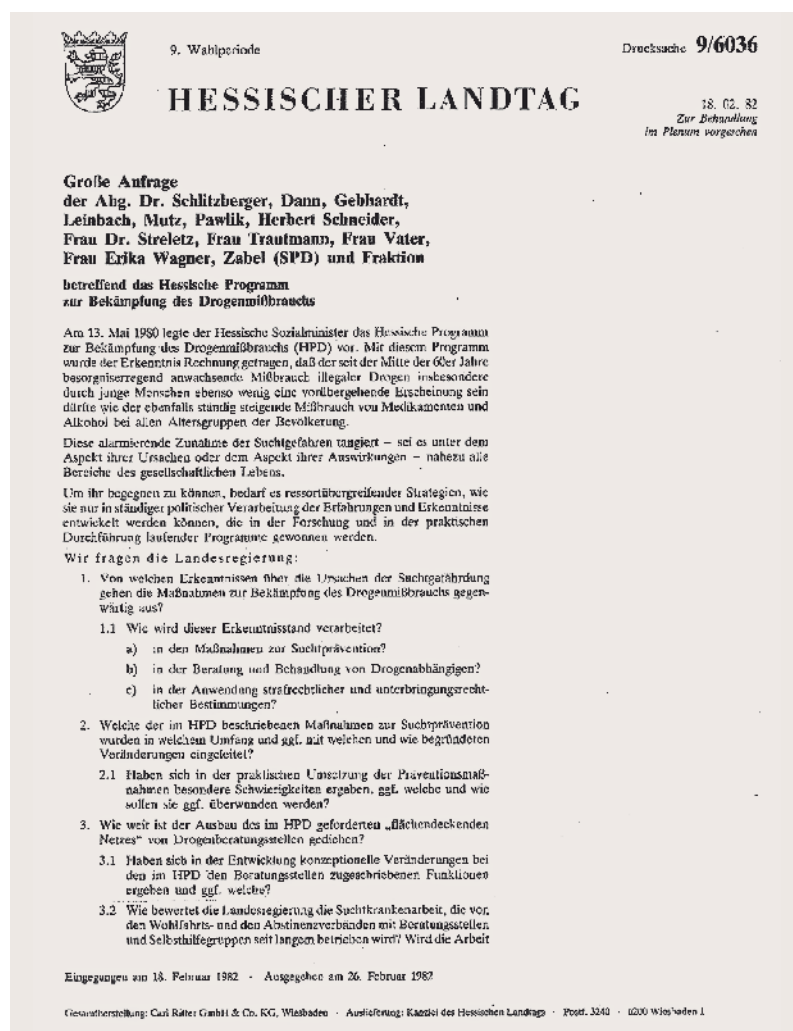 9. Wahlperiode
Drucksache 9/6036
HESSISCHER LANDTAG
18. 02. 82
Zur Behandlung
im Plenum vorgesehen
Große Anfrage
der Abg. Dr. Schlitzberger, Dann, Gebhardt,
Leinbach, Mutz, Pawlik, Herbert Schneider,
Frau Dr. Streletz, Frau Trautmann, Frau Vater,
Frau Erika Wagner, Zabel (SPD) und Fraktion
betreffend das Hessische Programm
zur Bekämpfung des Drogenmißbrauchs
Am 13. Mai 1980 legte der Hessische Sozialminister das Hessische Programm
zur Bekämpfung des Drogenmißbrauchs (HPD) vor. Mit diesem Programm
wurde der Erkenntnis Rechnung getragen, daß der seit der Mitte der 60er Jahre
besorgniserregend anwachsende Mißbrauch illegaler Drogen insbesondere
durch junge Menschen ebenso wenig eine vorübergehende Erscheinung sein
dürfte wie der ebenfalls ständig steigende Mißbrauch von Medikamenten und
Alkohol bei allen Altersgruppen der Bevölkerung.
Diese alarmierende Zunahme der Suchtgefahren tangiert – sei es unter dem
Aspekt ihrer Ursachen oder dem Aspekt ihrer Auswirkungen – nahezu alle
Bereiche des gesellschaftlichen Lebens.
Um ihr begegnen zu können, bedarf es ressortübergreifender Strategien, wie
sie nur in ständiger politischer Verarbeitung der Erfahrungen und Erkenntnisse
entwickelt werden können, die in der Forschung und in der praktischen
Durchführung laufender Programme gewonnen werden.
Wir fragen die Landesregierung:
1. Von welchen Erkenntnissen über die Ursachen der Suchtgefährdung
gehen die Maßnahmen zur Bekämpfung des Drogenmißbrauchs gegen-
wärtig aus?
1.1 Wie wird dieser Erkenntnisstand verarbeitet?
a) in den Maßnahmen zur Suchtprävention?
b) in der Beratung und Behandlung von Drogenabhängigen?
c) in der Anwendung strafrechtlicher und unterbringungsrecht-
licher Bestimmungen?
2. Welche der im HPD beschriebenen Maßnahmen zur Suchtprävention
wurden in welchem Umfang und ggf. mit welchen und wie begründeten
Veränderungen eingeleitet?
2.1 Haben sich in der praktischen Umsetzung der Präventionsmaß-
nahmen besondere Schwierigkeiten ergeben, ggf. welche und wie
sollen sie ggf. überwunden werden?
3. Wie weit ist der Ausbau des im HPD geforderten „flächendeckenden
Netzes“ von Drogenberatungsstellen gediehen?
3.1 Haben sich in der Entwicklung konzeptionelle Veränderungen bei
den im HPD den Beratungsstellen zugeschriebenen Funktionen
ergeben und ggf. welche?
3.2 Wie bewertet die Landesregierung die Suchtkrankenarbeit, die von
den Wohlfahrts- und den Abstinenzverbänden mit Beratungsstellen
und Selbsthilfegruppen seit langem betrieben wird? Wird die Arbeit
Eingegangen am 18. Februar 1982 · Ausgegeben am 26. Februar 1982
Gesamtherstellung: Carl Ritter GmbH & Co. KG, Wiesbaden · Auslieferung: Kanzlei des Hessischen Landtags · Postf. 3240 · 6200 Wiesbaden 1